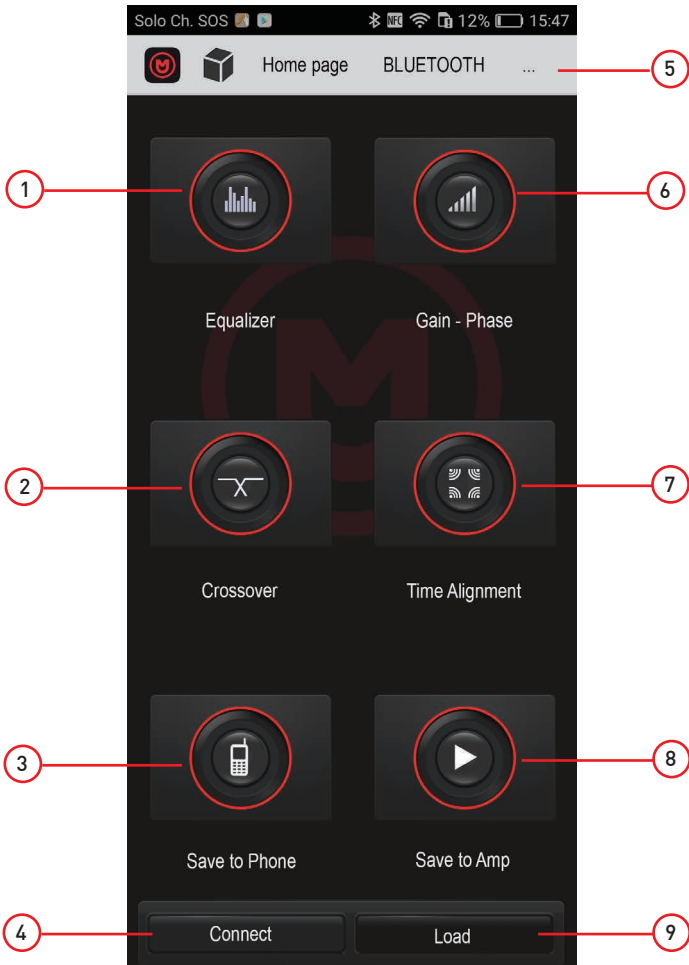 Solo Ch. SOS 12% 15:47
Home page BLUETOOTH ...
5
1
6
Equalizer Gain - Phase
2
7
Crossover Time Alignment
3
8
Save to Phone Save to Amp
4
Connect Load
9